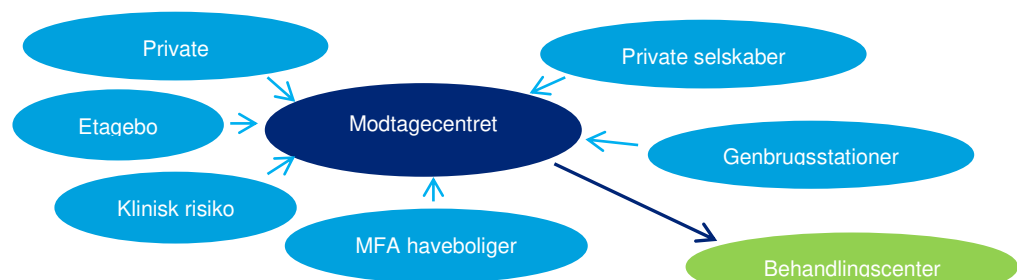 Private
Private selskaber
Etagebo
Modtagecentret
Genbrugsstationer
Klinisk risiko
MFA haveboliger
Behandlingscenter